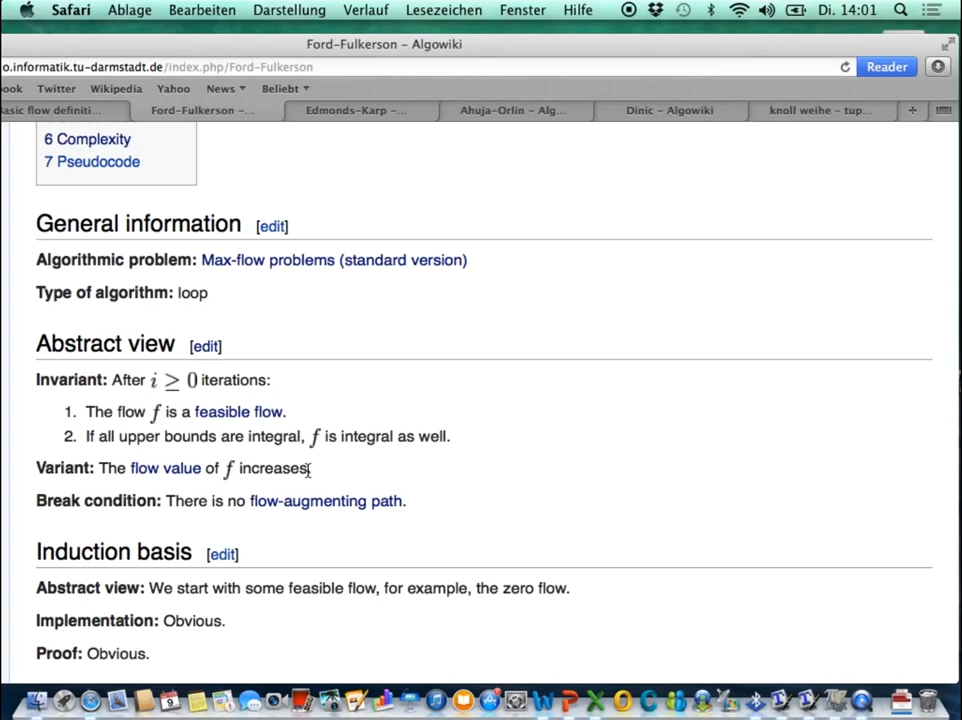 Safari Ablage Bearbeiten Darstellung Verlauf Lesezeichen Fenster Hilfe Di. 14:01
Ford-Fulkerson – Algowiki
o.informatik.tu-darmstadt.de/index.php/Ford-Fulkerson Reader
ook Twitter Wikipedia Yahoo News Beliebt
asic flow definiti... Ford-Fulkerson -... Edmonds-Karp -... Ahuja-Orlin – Alg... Dinic – Algowiki knoll weihe - tup...
6 Complexity
7 Pseudocode
General information [edit]
Algorithmic problem: Max-flow problems (standard version)
Type of algorithm: loop
Abstract view [edit]
Invariant: After i ≥ 0 iterations:
1. The flow f is a feasible flow.
2. If all upper bounds are integral, f is integral as well.
Variant: The flow value of f increases.
Break condition: There is no flow-augmenting path.
Induction basis [edit]
Abstract view: We start with some feasible flow, for example, the zero flow.
Implementation: Obvious.
Proof: Obvious.